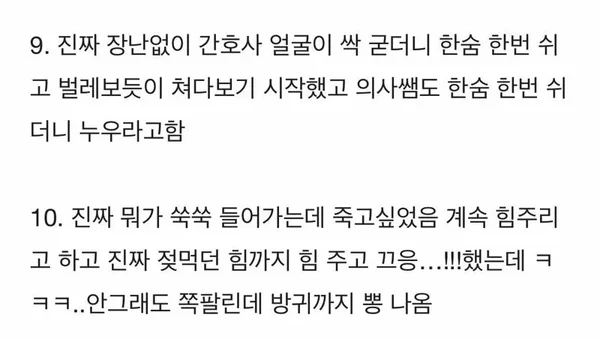 9. 진짜 장난없이 간호사 얼굴이 싹 굳더니 한숨 한번 쉬
고 벌레보듯이 쳐다보기 시작했고 의사쌤도 한숨 한번 쉬
더니 누우라고함
10. 진짜 뭐가 쑥쑥 들어가는데 죽고싶었음 계속 힘주리
고 하고 진짜 젖먹던 힘까지 힘 주고 끄응...!!!했는데 ㅋ
ㅋㅋ..안그래도 쪽팔린데 방귀까지 뽕 나옴